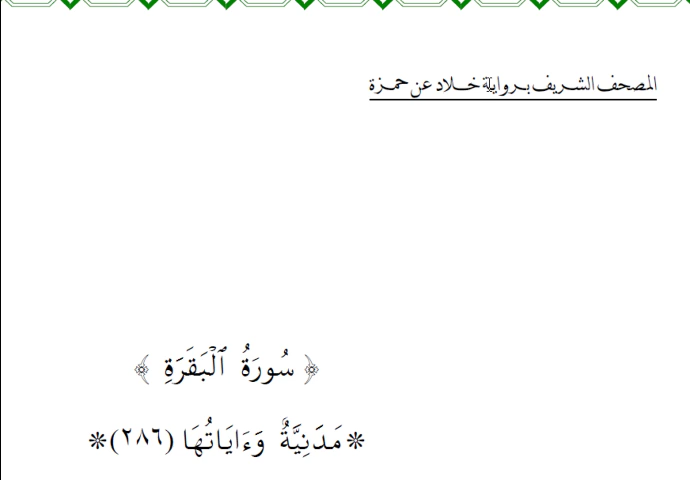 المصحف الشريف برواية خلاد عن حمزة
﴿ سُورَةُ ٱلْبَقَرَةِ ﴾
* مَدَنِيَّةٌ وَءَايَاتُهَا (٢٨٦) *